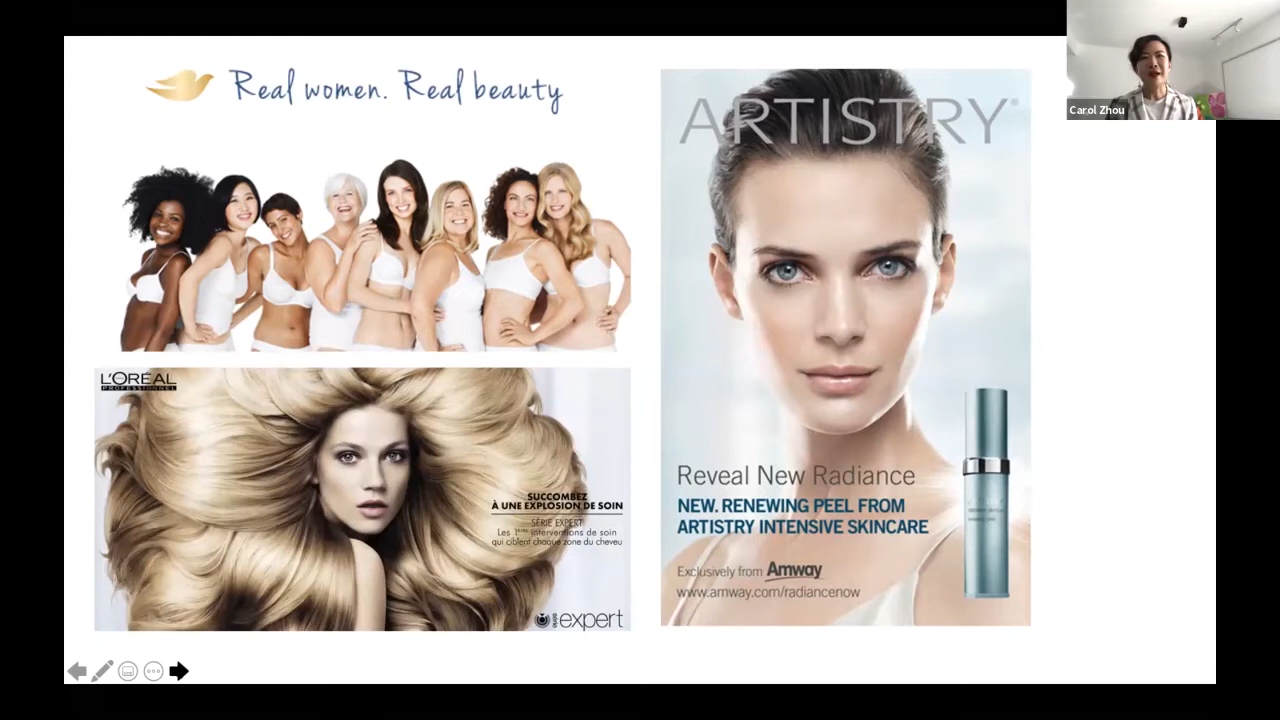 Real women. Real beauty
L'ORÉAL
PROFESSIONNEL
SUCCOMBEZ
À UNE EXPLOSION DE SOIN
SÉRIE EXPERT
Les 1ères interventions de soin
qui ciblent chaque zone du cheveu
série expert
ARTISTRY®
Reveal New Radiance
NEW. RENEWING PEEL FROM
ARTISTRY INTENSIVE SKINCARE
Exclusively from Amway
www.amway.com/radiancenow
Carol Zhou